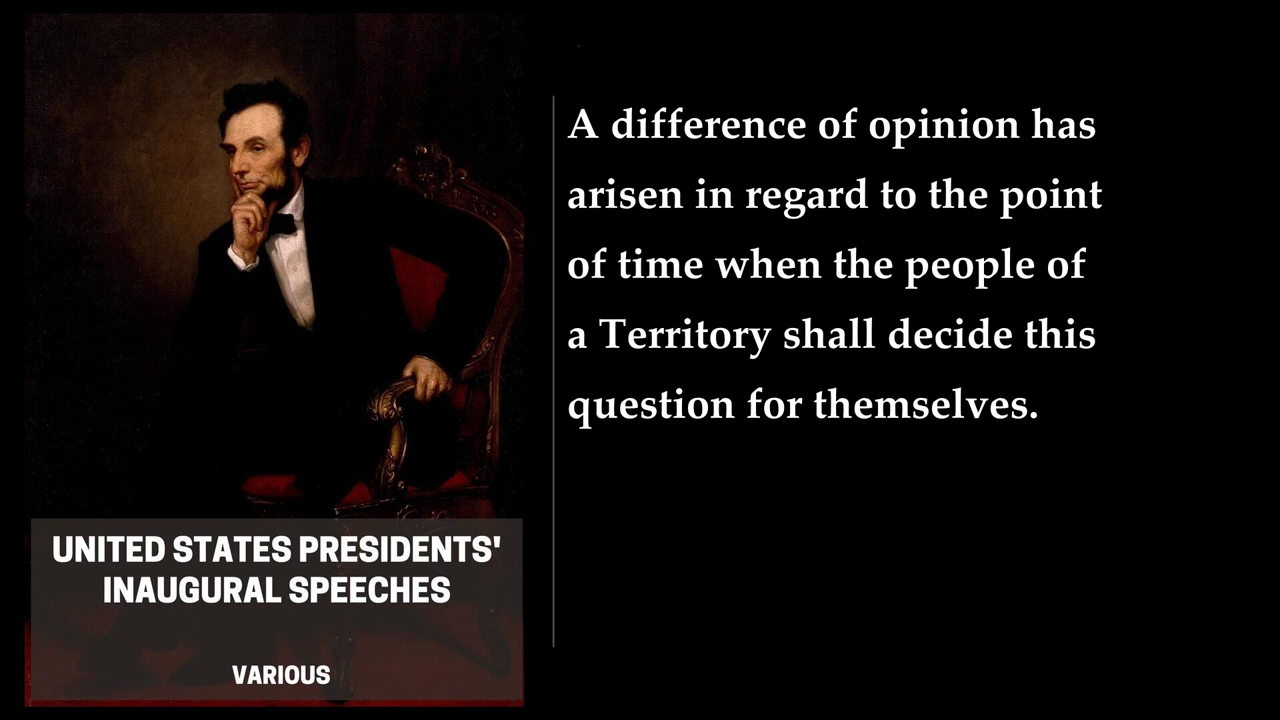 A difference of opinion has
arisen in regard to the point
of time when the people of
a Territory shall decide this
question for themselves.
UNITED STATES PRESIDENTS'
INAUGURAL SPEECHES
VARIOUS